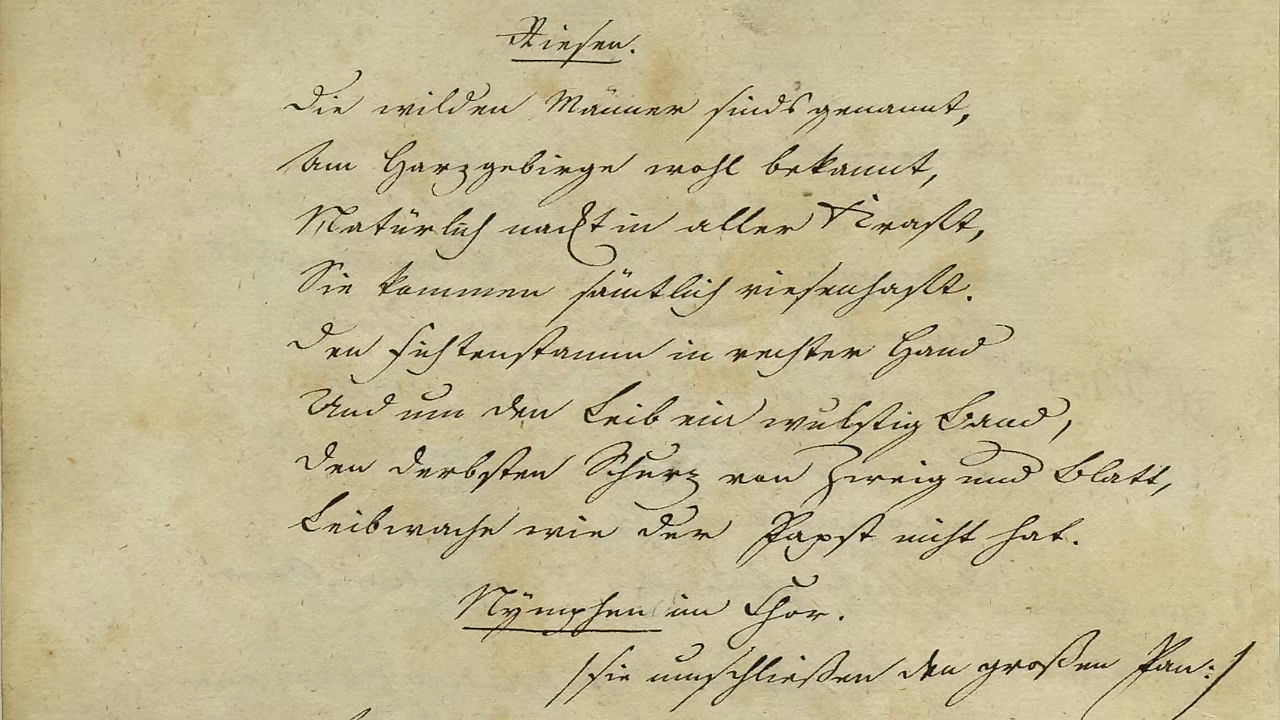 Riesen.
Die wilden Männer sinds genannt,
Am Harzgebirge wohl bekannt,
Natürlich nackt in aller Kraft,
Sie kommen sämtlich riesenhaft.
Den Fichtenstamm in rechter Hand
Und um den Leib ein wulstig Band,
Den derbsten Schurz von Zweig und Blatt,
Leibwache wie der Papst nicht hat.
Nÿmphen im Chor.
/sie umschließen den großen Pan:/